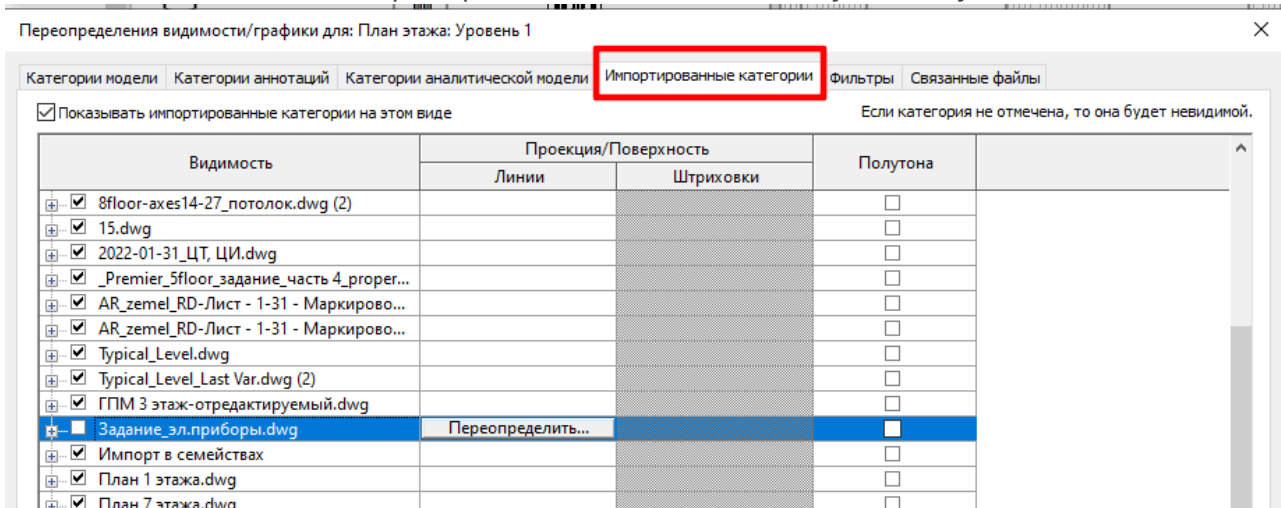 Переопределения видимости/графики для: План этажа: Уровень 1
Категории модели Категории аннотаций Категории аналитической модели Импортированные категории Фильтры Связанные файлы
Показывать импортированные категории на этом виде Если категория не отмечена, то она будет невидимой.
Видимость Проекция/Поверхность Полутона
Линии Штриховки
8floor-axes14-27_потолок.dwg (2)
15.dwg
2022-01-31_ЦТ, ЦИ.dwg
_Premier_5floor_задание_часть 4_proper...
AR_zemel_RD-Лист - 1-31 - Маркирово...
AR_zemel_RD-Лист - 1-31 - Маркирово...
Typical_Level.dwg
Typical_Level_Last Var.dwg (2)
ГПМ 3 этаж-отредактируемый.dwg
Задание_эл.приборы.dwg Переопределить...
Импорт в семействах
План 1 этажа.dwg
План 7 этажа.dwg